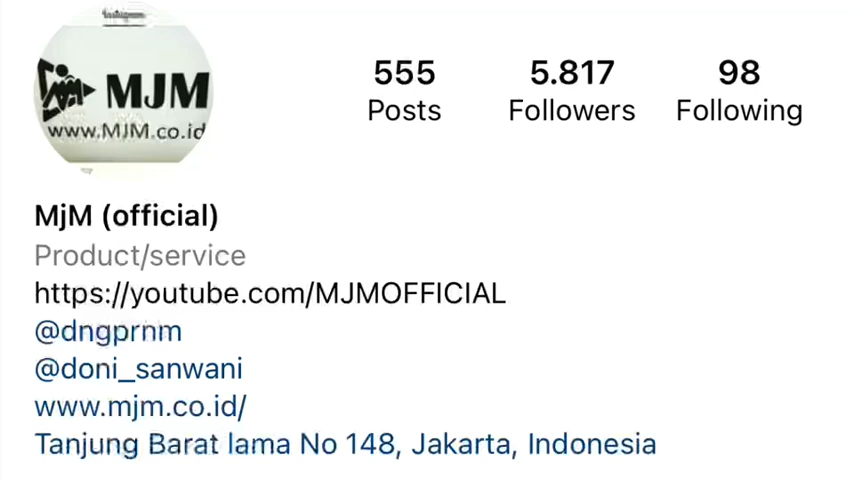 Instagram
MJM
www.MJM.co.id
555 5.817 98
Posts Followers Following
MjM (official)
Product/service
https://youtube.com/MJMOFFICIAL
@dngprnm
@doni_sanwani
www.mjm.co.id/
Tanjung Barat lama No 148, Jakarta, Indonesia